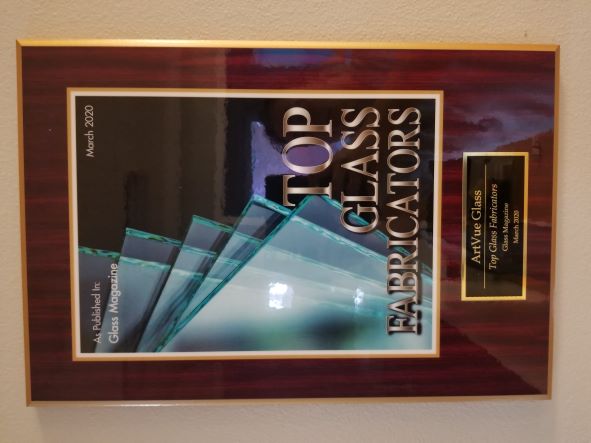 March 2020
TOP
GLASS
FABRICATORS
As Published In:
Glass Magazine
ArtVue Glass
Top Glass Fabricators
Glass Magazine
March 2020